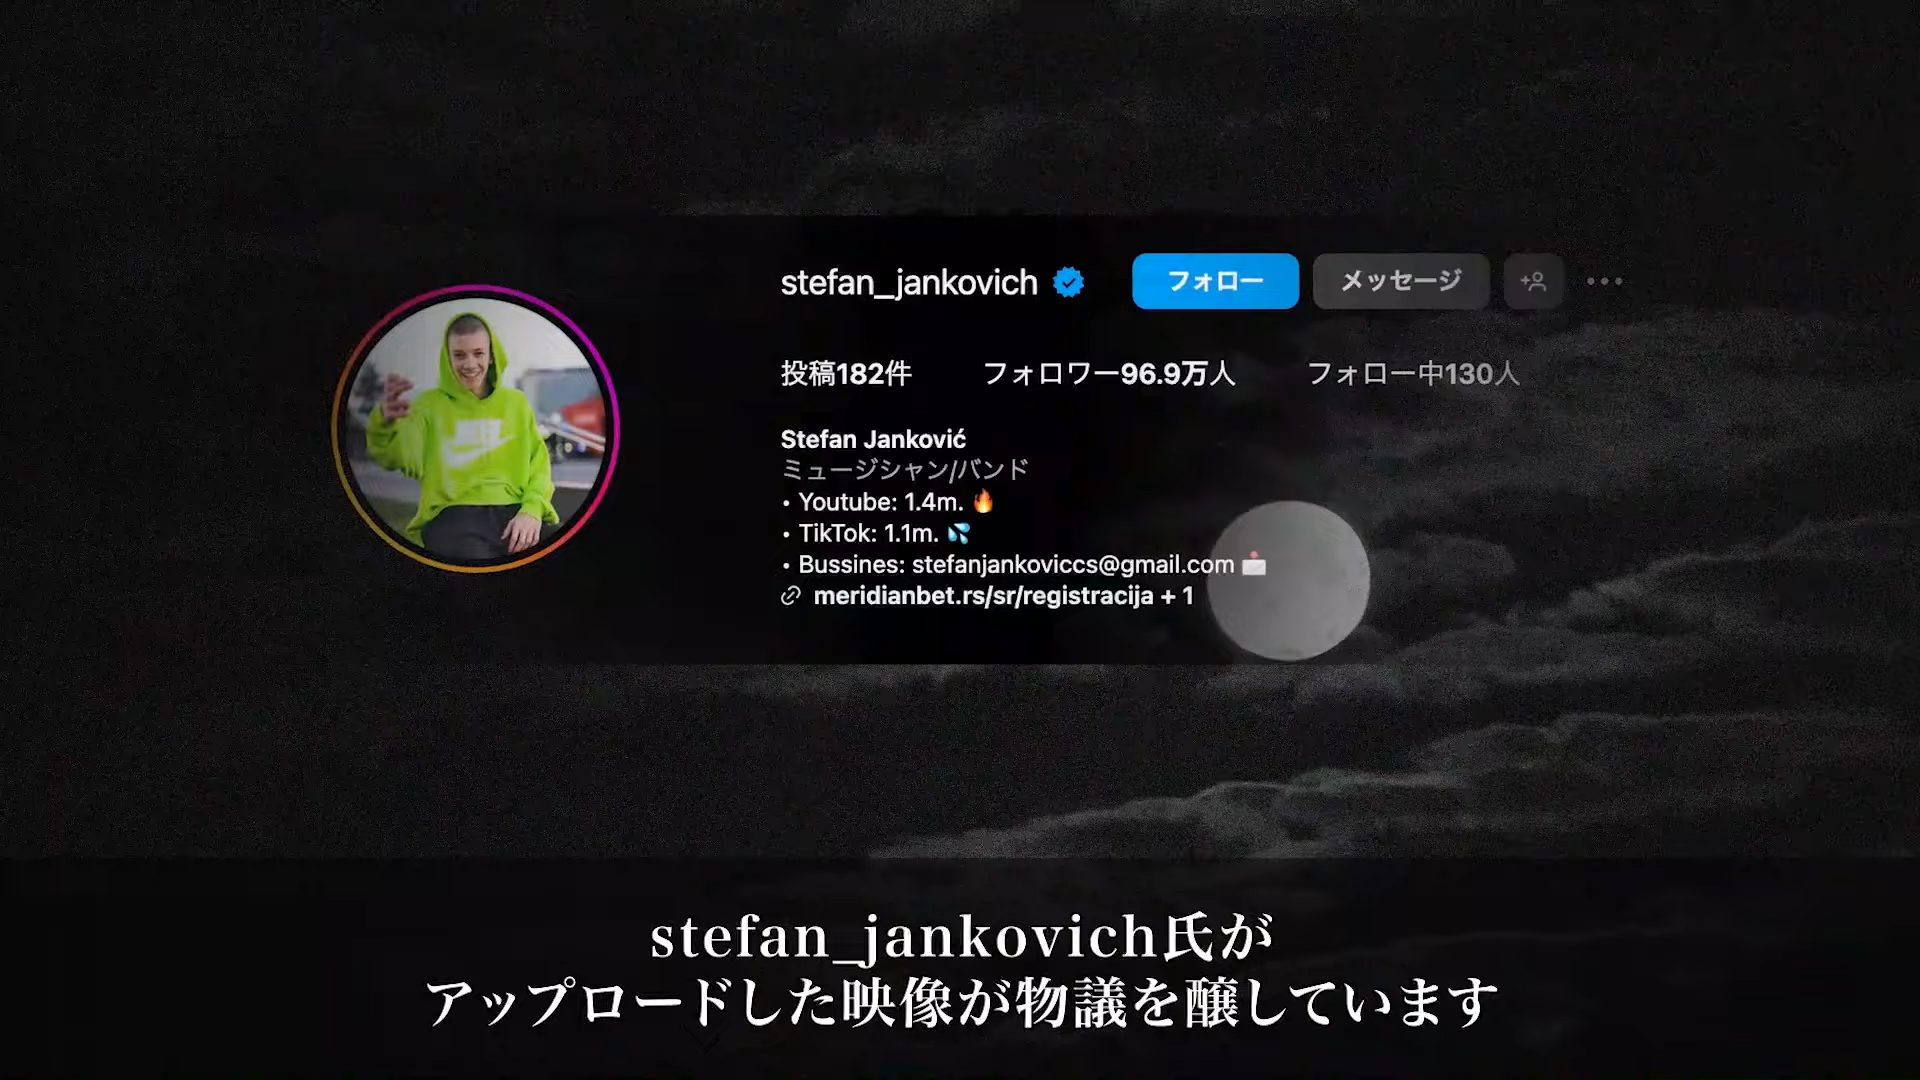 stefan_jankovich
フォロー
メッセージ
投稿182件 フォロワー96.9万人 フォロー中130人
Stefan Janković
ミュージシャン/バンド
• Youtube: 1.4m. 🔥
• TikTok: 1.1m. 💦
• Bussines: stefanjankoviccs@gmail.com 📩
meridianbet.rs/sr/registracija + 1
stefan_jankovich氏が
アップロードした映像が物議を醸しています